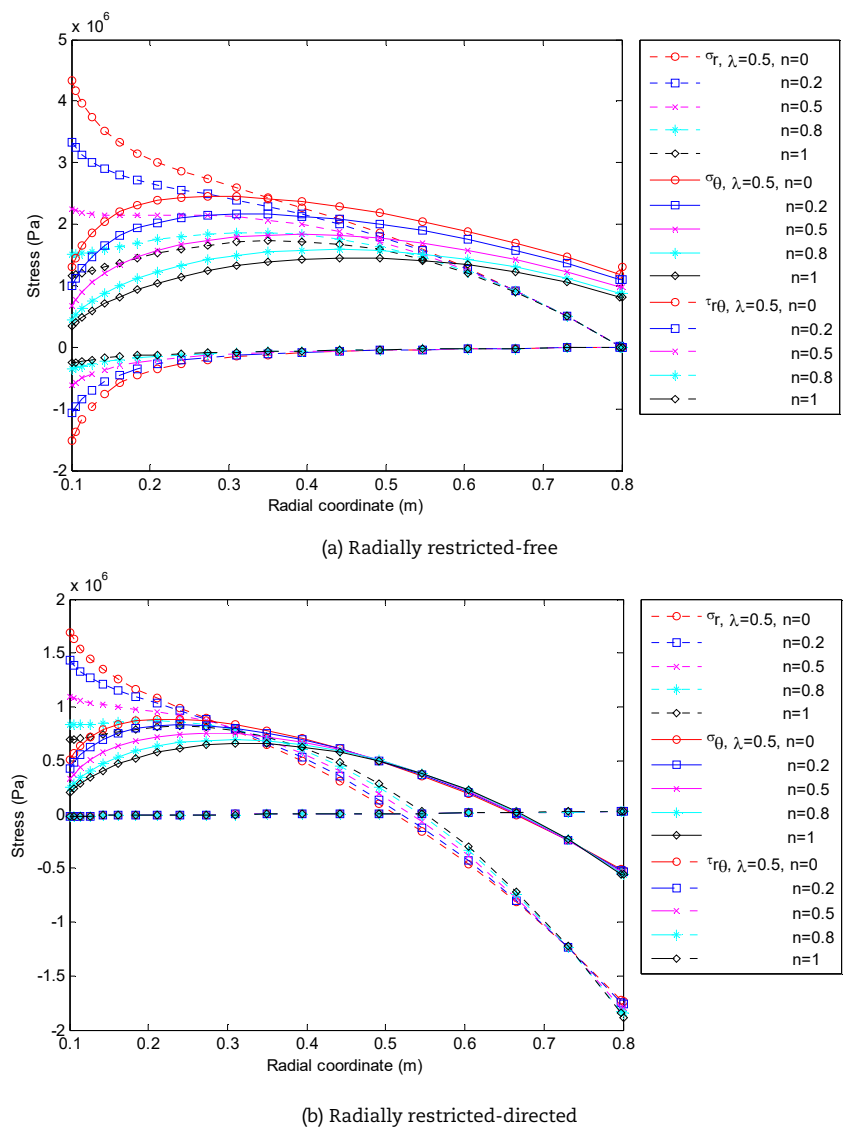 x 10^6
5
4
3
2
1
0
-1
-2
Stress (Pa)
0.1 0.2 0.3 0.4 0.5 0.6 0.7 0.8
Radial coordinate (m)
σr, λ=0.5, n=0
n=0.2
n=0.5
n=0.8
n=1
σθ, λ=0.5, n=0
n=0.2
n=0.5
n=0.8
n=1
τrθ, λ=0.5, n=0
n=0.2
n=0.5
n=0.8
n=1
(a) Radially restricted-free
x 10^6
2
1.5
1
0.5
0
-0.5
-1
-1.5
-2
Stress (Pa)
0.1 0.2 0.3 0.4 0.5 0.6 0.7 0.8
Radial coordinate (m)
σr, λ=0.5, n=0
n=0.2
n=0.5
n=0.8
n=1
σθ, λ=0.5, n=0
n=0.2
n=0.5
n=0.8
n=1
τrθ, λ=0.5, n=0
n=0.2
n=0.5
n=0.8
n=1
(b) Radially restricted-directed